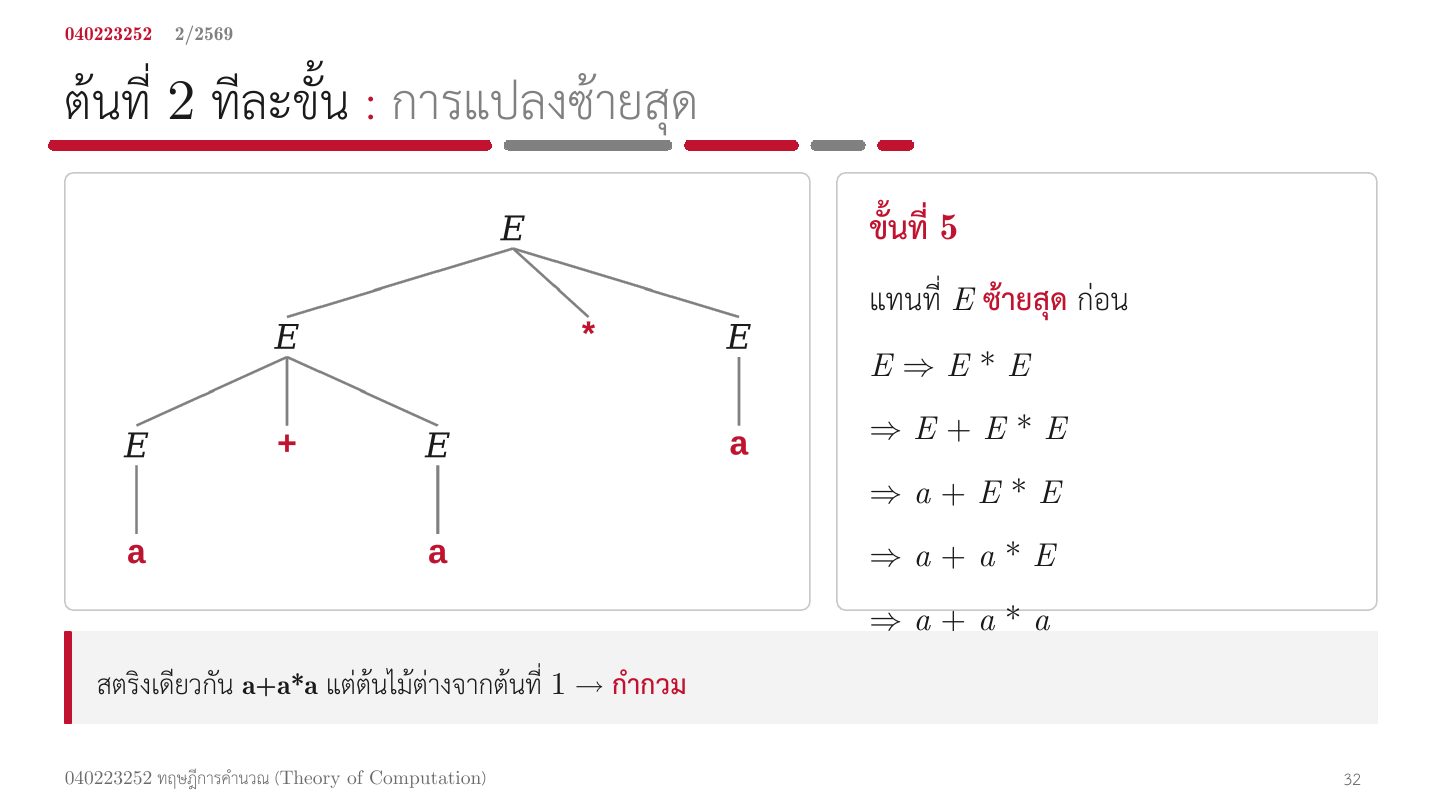 040223252 2/2569
ต้นที่ 2 ทีละขั้น : การแปลงซ้ายสุด
E
E * E
E + E a
a a
ขั้นที่ 5
แทนที่ E ซ้ายสุด ก่อน
E ⇒ E * E
⇒ E + E * E
⇒ a + E * E
⇒ a + a * E
⇒ a + a * a
สตริงเดียวกัน a+a*a แต่ต้นไม้ต่างจากต้นที่ 1 → กำกวม
040223252 ทฤษฎีการคำนวณ (Theory of Computation)
32